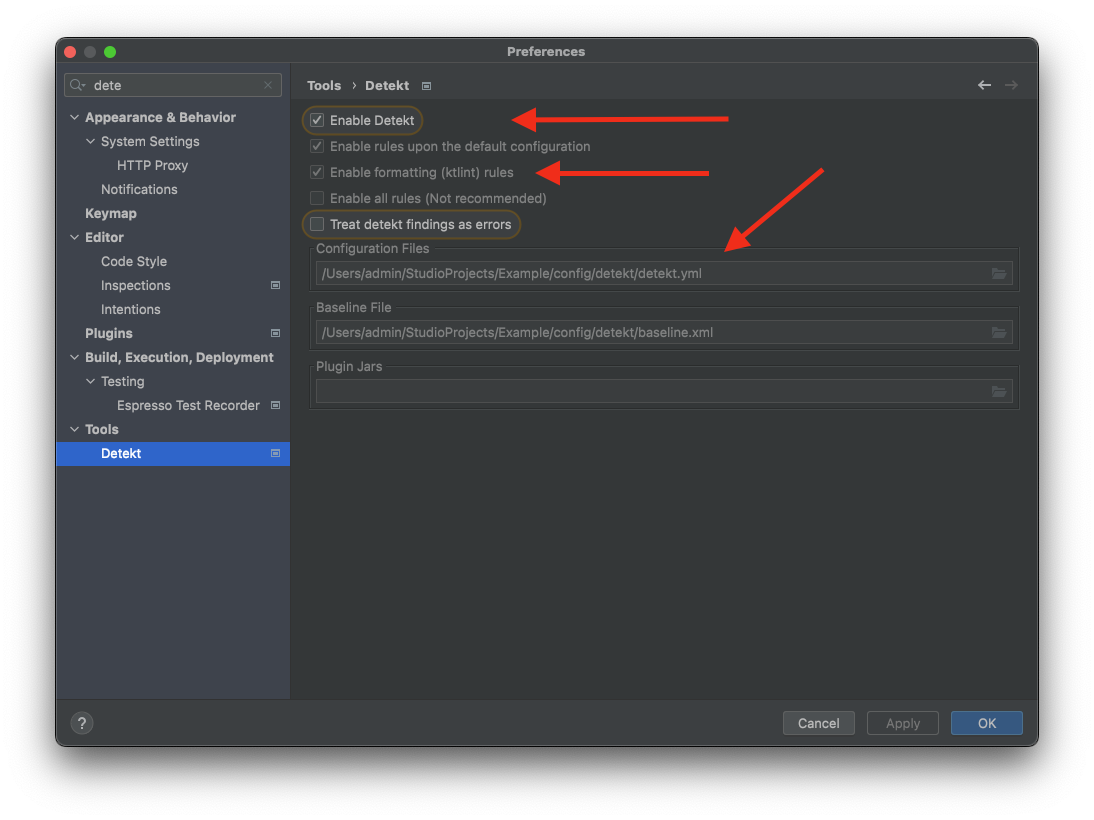 Preferences
dete
Appearance & Behavior
System Settings
HTTP Proxy
Notifications
Keymap
Editor
Code Style
Inspections
Intentions
Plugins
Build, Execution, Deployment
Testing
Espresso Test Recorder
Tools
Detekt
Tools › Detekt
Enable Detekt
Enable rules upon the default configuration
Enable formatting (ktlint) rules
Enable all rules (Not recommended)
Treat detekt findings as errors
Configuration Files
/Users/admin/StudioProjects/Example/config/detekt/detekt.yml
Baseline File
/Users/admin/StudioProjects/Example/config/detekt/baseline.xml
Plugin Jars
?
Cancel
Apply
OK